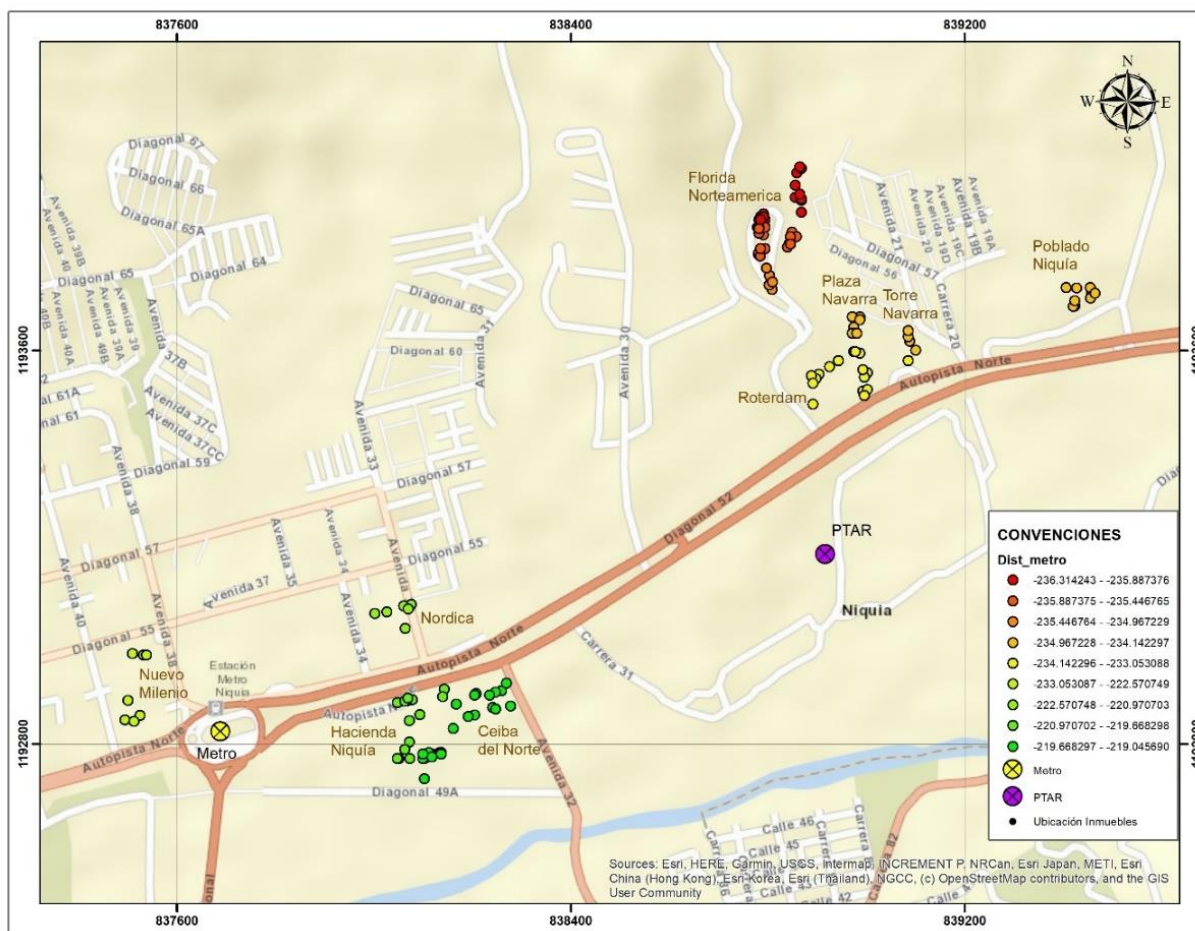 837600
838400
839200
N
W
E
S
Diagonal 67
Diagonal 66
Diagonal 65A
Diagonal 64
Diagonal 65
Avenida 39B
Avenida 40
Avenida 39
Avenida 39A
Avenida 49B
Avenida 40A
40B
Avenida
37B
Avenida 37C
Avenida 37CC
61A
nal 61
Diagonal 59
Avenida 38
Avenida 40
Diagonal 57
Diagonal 55
Avenida 37
Avenida 35
Avenida 34
Avenida 34
Avenida 33
Diagonal 65
Diagonal 60
Avenida 31
Diagonal 57
Diagonal 55
Avenida 30
Florida
Norteamerica
Avenida 21
Avenida 20
Avenida 19D
Avenida 19C
Avenida 19B
Avenida 19A
Diagonal 57
Diagonal 56
Carrera 20
Poblado
Niquía
Plaza
Navarra
Torre
Navarra
Roterdam
Autopista Norte
Diagonal 52
1193600
PTAR
Niquia
Nordica
Nuevo
Milenio
Estación
Metro
Niquia
Metro
Autopista Norte
Autopista Norte
Hacienda
Niquía
Ceiba
del Norte
Carrera 31
Avenida 32
Diagonal 49A
1192800
Calle 46
Calle 45
Carrera 82
CONVENCIONES
Dist_metro
-236.314243 - -235.887376
-235.887375 - -235.446765
-235.446764 - -234.967229
-234.967228 - -234.142297
-234.142296 - -233.053088
-233.053087 - -222.570749
-222.570748 - -220.970703
-220.970702 - -219.668298
-219.668297 - -219.045690
Metro
PTAR
Ubicación Inmuebles
Sources: Esri, HERE, Garmin, USGS, Intermap, INCREMENT P, NRCan, Esri Japan, METI, Esri
China (Hong Kong), Esri Korea, Esri (Thailand), NGCC, (c) OpenStreetMap contributors, and the GIS
User Community
837600
838400
839200